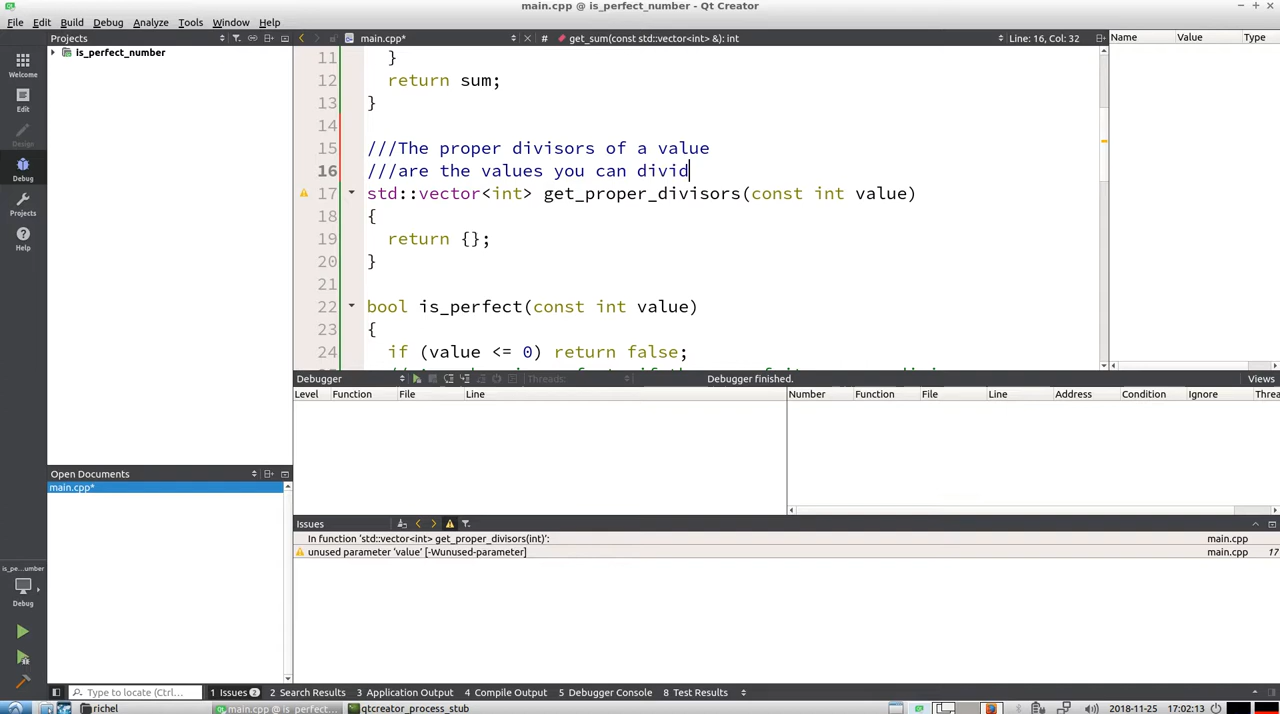 main.cpp @ is_perfect_number - Qt Creator
File Edit Build Debug Analyze Tools Window Help
Projects
main.cpp*
# get_sum(const std::vector<int> &): int
Line: 16, Col: 32
Name Value Type
is_perfect_number
Welcome
Edit
Design
Debug
Projects
Help
11 }
12 return sum;
13 }
14
15 ///The proper divisors of a value
16 ///are the values you can divid
17 std::vector<int> get_proper_divisors(const int value)
18 {
19 return {};
20 }
21
22 bool is_perfect(const int value)
23 {
24 if (value <= 0) return false;
Debugger Threads: Debugger finished. Views
Level Function File Line Number Function File Line Address Condition Ignore Threa
Open Documents
main.cpp*
Issues
In function 'std::vector<int> get_proper_divisors(int)': main.cpp
unused parameter 'value' [-Wunused-parameter] main.cpp 17
is_pe...umber
Debug
Type to locate (Ctrl... 1 Issues 2 2 Search Results 3 Application Output 4 Compile Output 5 Debugger Console 8 Test Results
richel main.cpp @ is_perfect... qtcreator_process_stub 2018-11-25 17:02:13